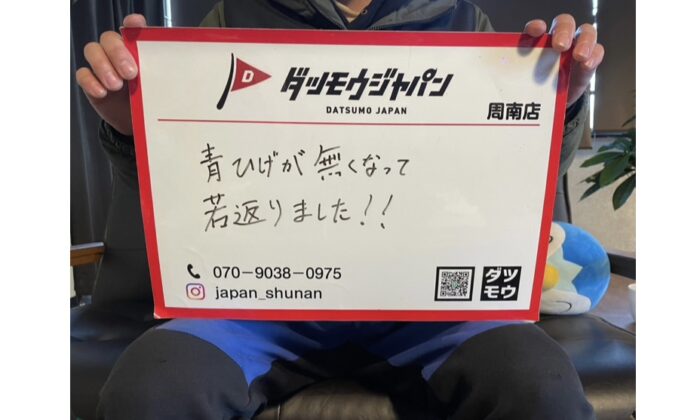 D
ダツモウジャパン
DATSUMO JAPAN
周南店
青ひげが無くなって
若返りました!!
070-9038-0975
japan_shunan
ダツ
モウ